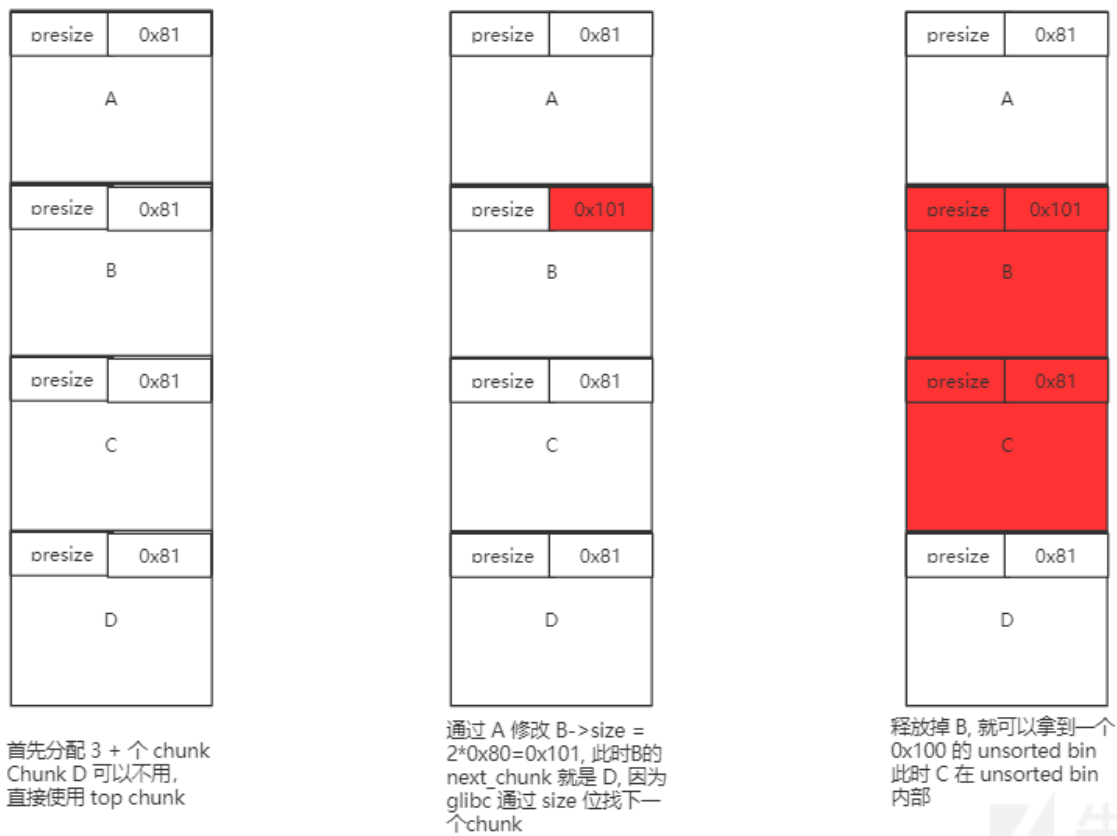 presize 0x81 presize 0x81 presize 0x81
A A A
presize 0x81 presize 0x101 presize 0x101
B B B
presize 0x81 presize 0x81 presize 0x81
C C C
presize 0x81 presize 0x81 presize 0x81
D D D
首先分配 3 + 个 chunk
Chunk D 可以不用,
直接使用 top chunk
通过 A 修改 B->size =
2*0x80=0x101, 此时B的
next_chunk 就是 D, 因为
glibc 通过 size 位找下一
个chunk
释放掉 B, 就可以拿到一个
0x100 的 unsorted bin
此时 C 在 unsorted bin
内部